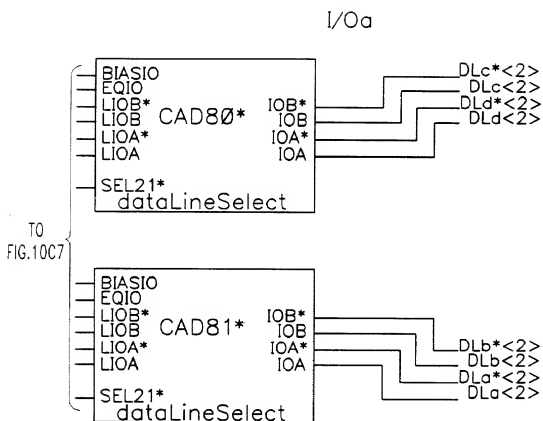 I/Oa
BIASIO
EQIO
LIOB*
LIOB
LIOA*
LIOA
SEL21*
CAD8Ø*
IOB*
IOB
IOA*
IOA
dataLineSelect
DLc*<2>
DLc<2>
DLd*<2>
DLd<2>
TO
FIG.10C7
BIASIO
EQIO
LIOB*
LIOB
LIOA*
LIOA
SEL21*
CAD81*
IOB*
IOB
IOA*
IOA
dataLineSelect
DLb*<2>
DLb<2>
DLa*<2>
DLa<2>